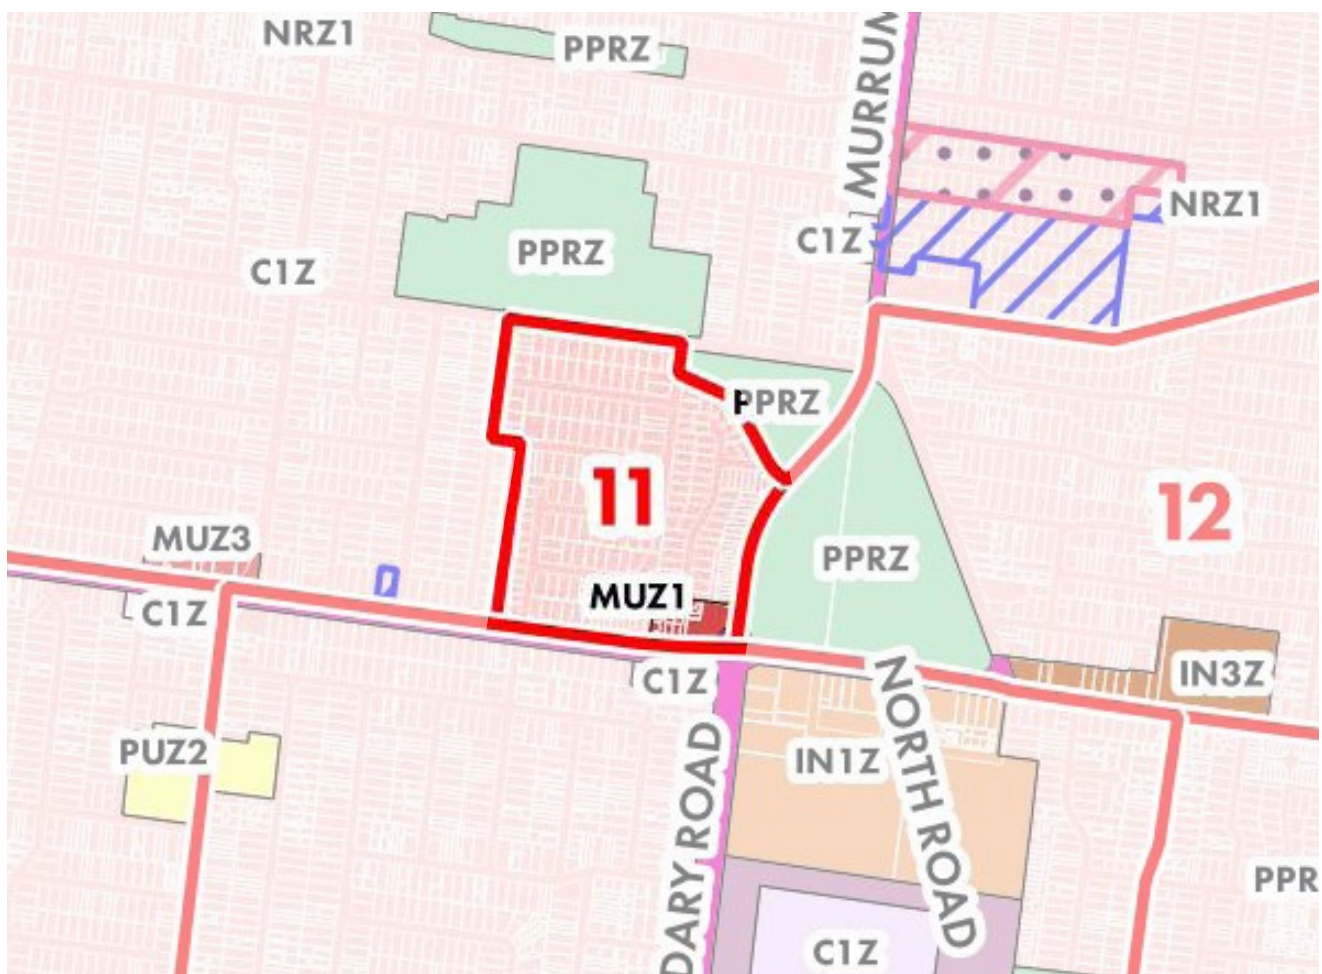 NRZ1
PPRZ
MURRUM
NRZ1
C1Z
PPRZ
C1Z
PPRZ
11
12
MUZ3
PPRZ
MUZ1
C1Z
C1Z
IN3Z
PUZ2
IN1Z
NORTH ROAD
DARY ROAD
PPR
C1Z